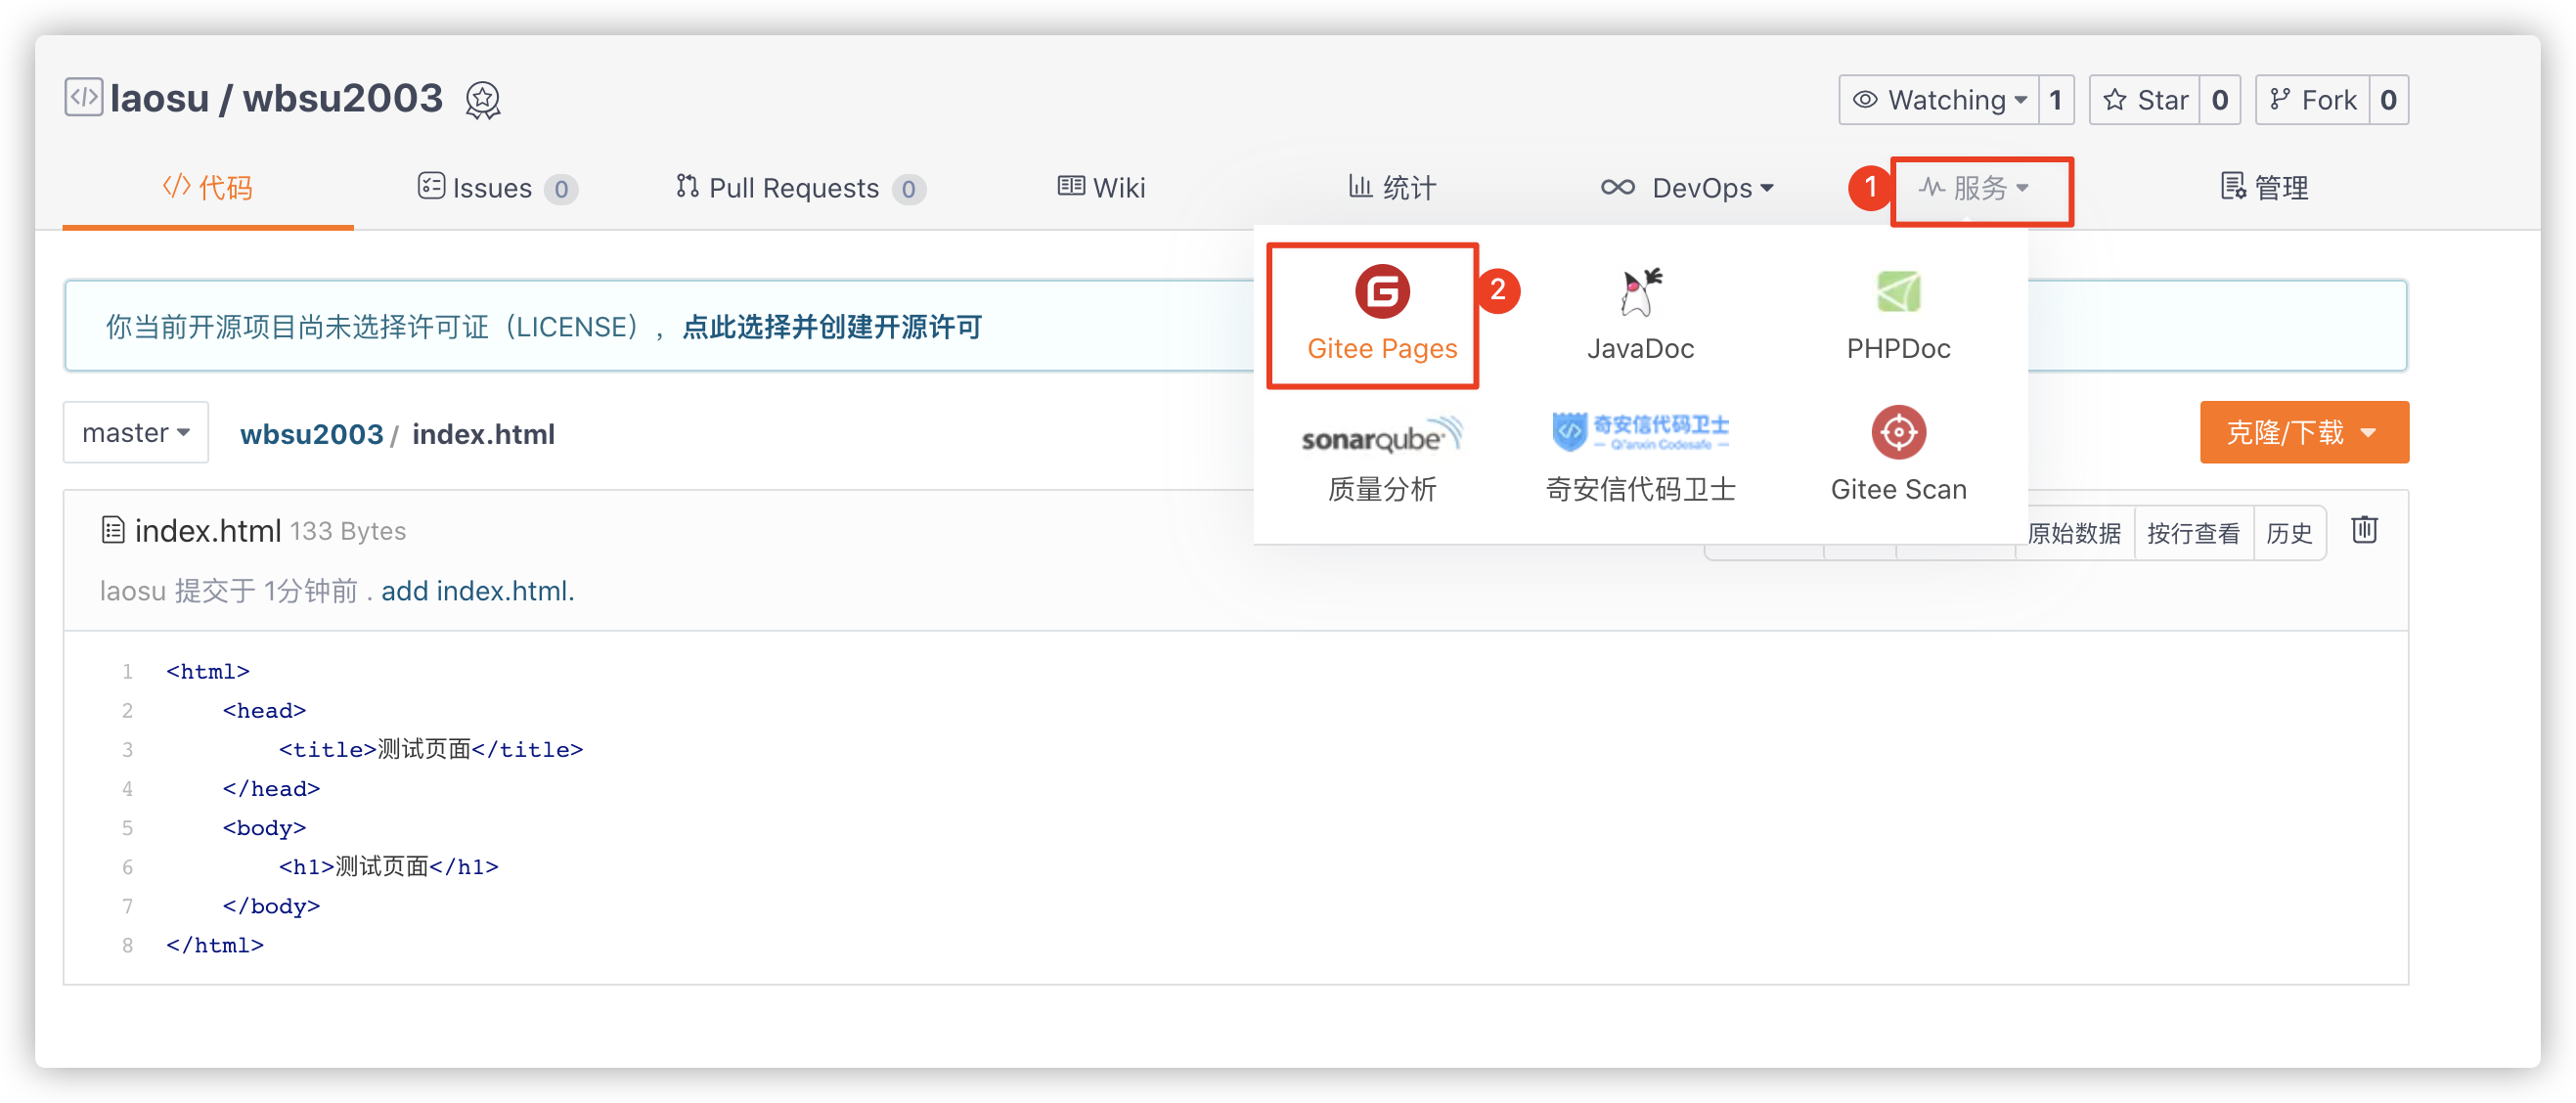 laosu / wbsu2003
Watching 1 Star 0 Fork 0
代码 Issues 0 Pull Requests 0 Wiki 统计 DevOps 1 服务 管理
你当前开源项目尚未选择许可证（LICENSE），点此选择并创建开源许可
Gitee Pages 2 JavaDoc PHPDoc
sonarqube 奇安信代码卫士
Qi'anxin Codesafe
质量分析 奇安信代码卫士 Gitee Scan
master wbsu2003 / index.html 克隆/下载
index.html 133 Bytes 原始数据 按行查看 历史
laosu 提交于 1分钟前 . add index.html.
1 <html>
2 <head>
3 <title>测试页面</title>
4 </head>
5 <body>
6 <h1>测试页面</h1>
7 </body>
8 </html>